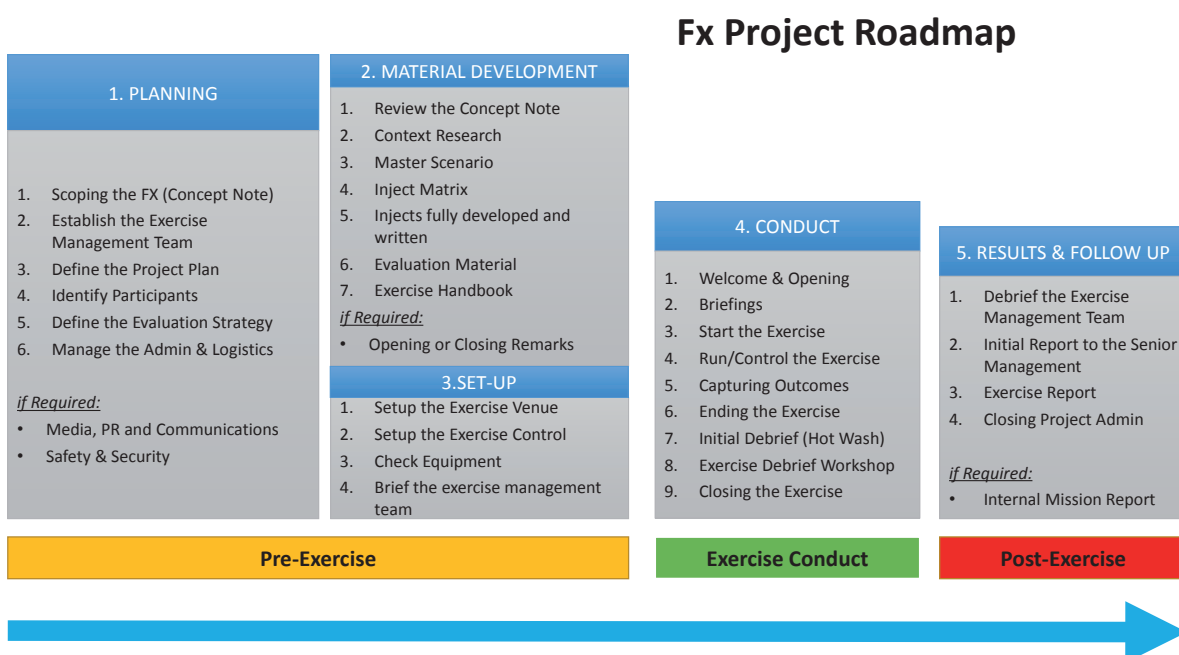 Fx Project Roadmap
1. PLANNING
1. Scoping the FX (Concept Note)
2. Establish the Exercise
Management Team
3. Define the Project Plan
4. Identify Participants
5. Define the Evaluation Strategy
6. Manage the Admin & Logistics
if Required:
• Media, PR and Communications
• Safety & Security
2. MATERIAL DEVELOPMENT
1. Review the Concept Note
2. Context Research
3. Master Scenario
4. Inject Matrix
5. Injects fully developed and
written
6. Evaluation Material
7. Exercise Handbook
if Required:
• Opening or Closing Remarks
3.SET-UP
1. Setup the Exercise Venue
2. Setup the Exercise Control
3. Check Equipment
4. Brief the exercise management
team
4. CONDUCT
1. Welcome & Opening
2. Briefings
3. Start the Exercise
4. Run/Control the Exercise
5. Capturing Outcomes
6. Ending the Exercise
7. Initial Debrief (Hot Wash)
8. Exercise Debrief Workshop
9. Closing the Exercise
5. RESULTS & FOLLOW UP
1. Debrief the Exercise
Management Team
2. Initial Report to the Senior
Management
3. Exercise Report
4. Closing Project Admin
if Required:
• Internal Mission Report
Pre-Exercise
Exercise Conduct
Post-Exercise